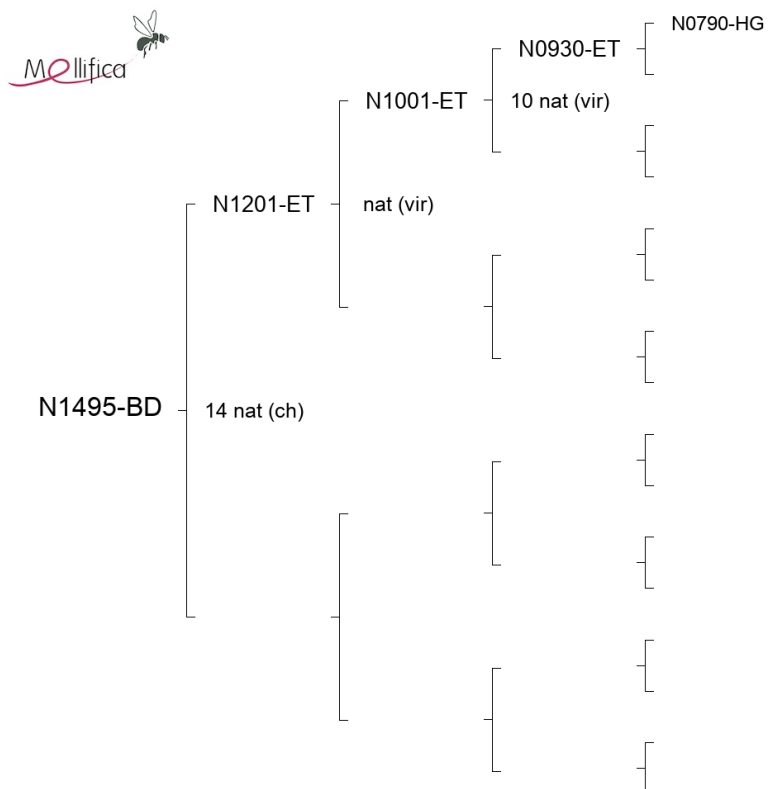 Mellifica
N0790-HG
N0930-ET
N1001-ET
10 nat (vir)
N1201-ET
nat (vir)
N1495-BD
14 nat (ch)